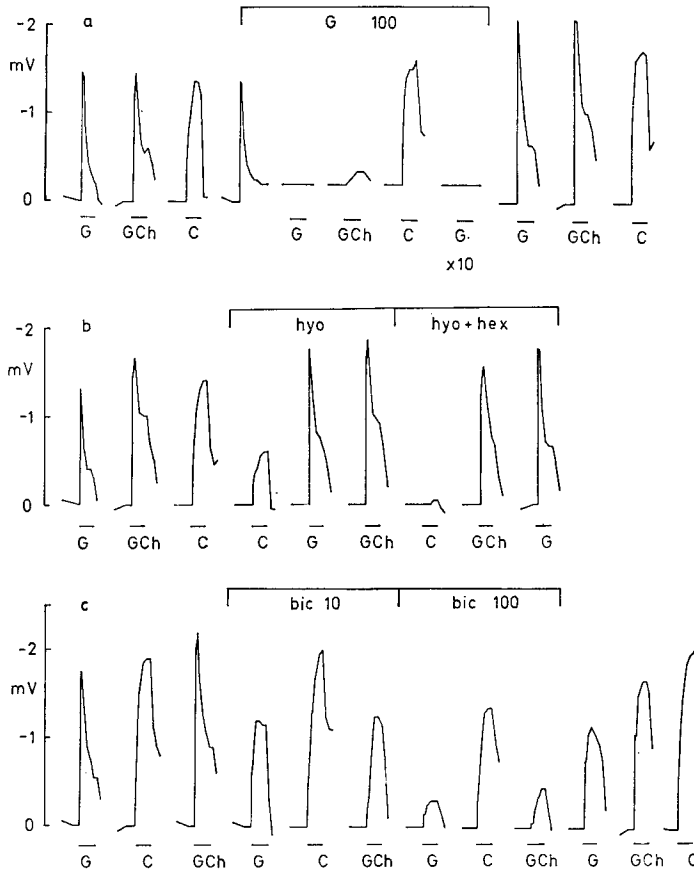 a
G 100
-2
mV
-1
0
G GCh C G GCh C G. G GCh C
x10
b
hyo hyo + hex
-2
mV
-1
0
G GCh C C G GCh C GCh G
c
bic 10 bic 100
-2
mV
-1
0
G C GCh G C GCh G C GCh G GCh C